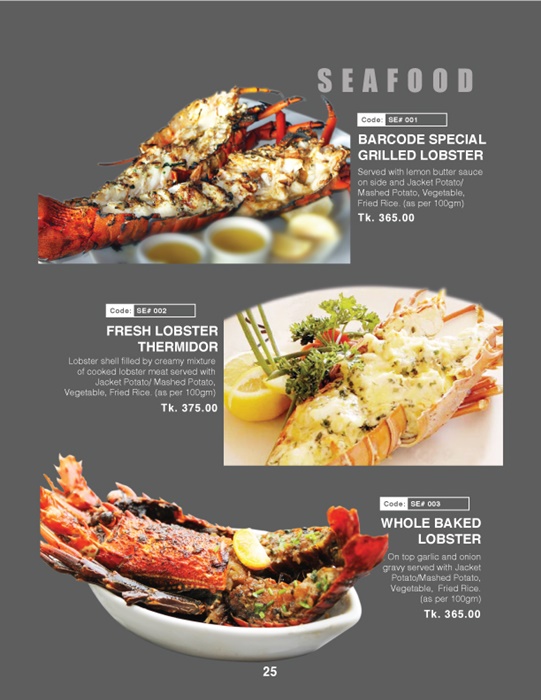 SEAFOOD
Code: SE# 001
BARCODE SPECIAL
GRILLED LOBSTER
Served with lemon butter sauce
on side and Jacket Potato/
Mashed Potato, Vegetable,
Fried Rice. (as per 100gm)
Tk. 365.00
Code: SE# 002
FRESH LOBSTER
THERMIDOR
Lobster shell filled by creamy mixture
of cooked lobster meat served with
Jacket Potato/ Mashed Potato,
Vegetable, Fried Rice. (as per 100gm)
Tk. 375.00
Code: SE# 003
WHOLE BAKED
LOBSTER
On top garlic and onion
gravy served with Jacket
Potato/Mashed Potato,
Vegetable, Fried Rice.
(as per 100gm)
Tk. 365.00
25